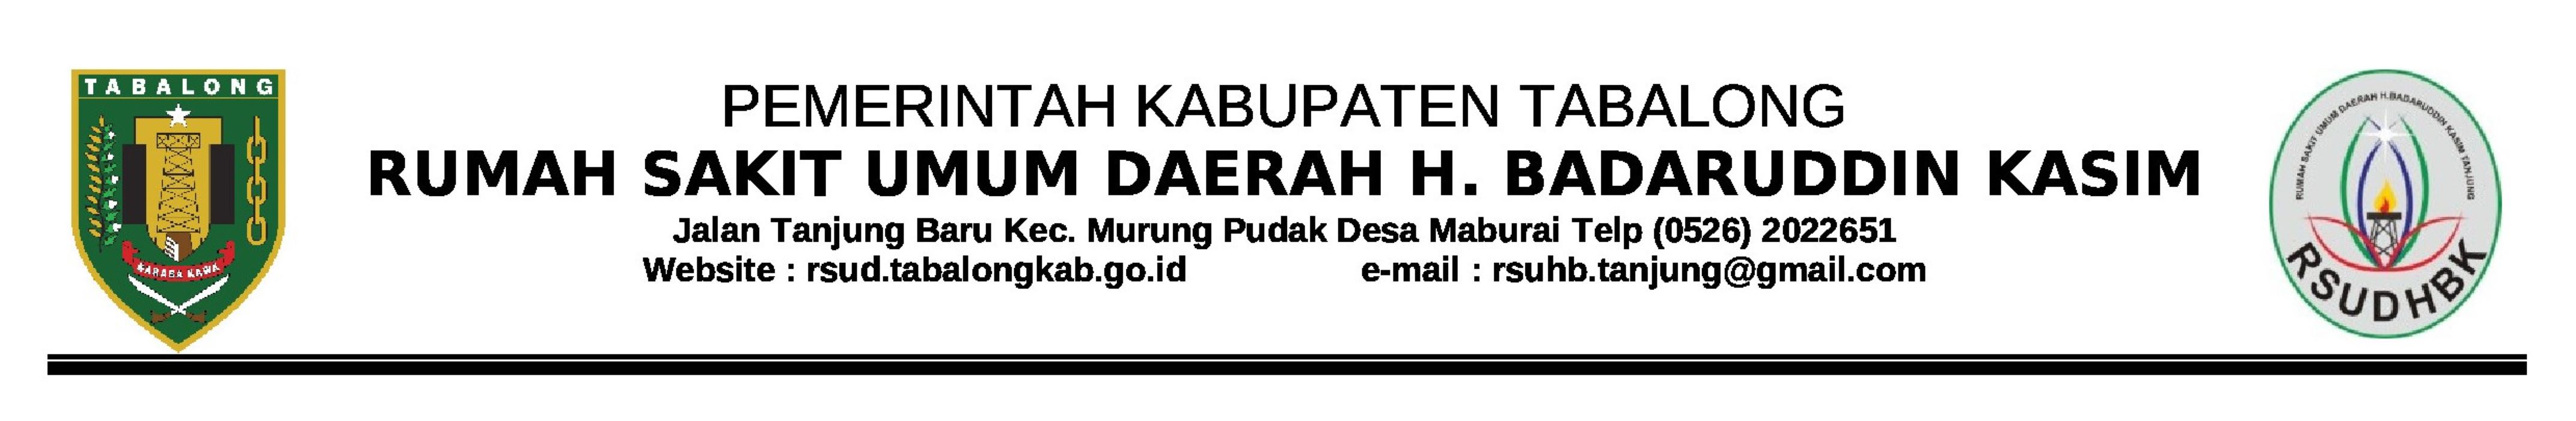 TABALONG
SARABA KAWA
PEMERINTAH KABUPATEN TABALONG
RUMAH SAKIT UMUM DAERAH H. BADARUDDIN KASIM
Jalan Tanjung Baru Kec. Murung Pudak Desa Maburai Telp (0526) 2022651
Website : rsud.tabalongkab.go.id e-mail : rsuhb.tanjung@gmail.com
RUMAH SAKIT UMUM DAERAH H.BADARUDDIN KASIM TANJUNG
RSUDHBK